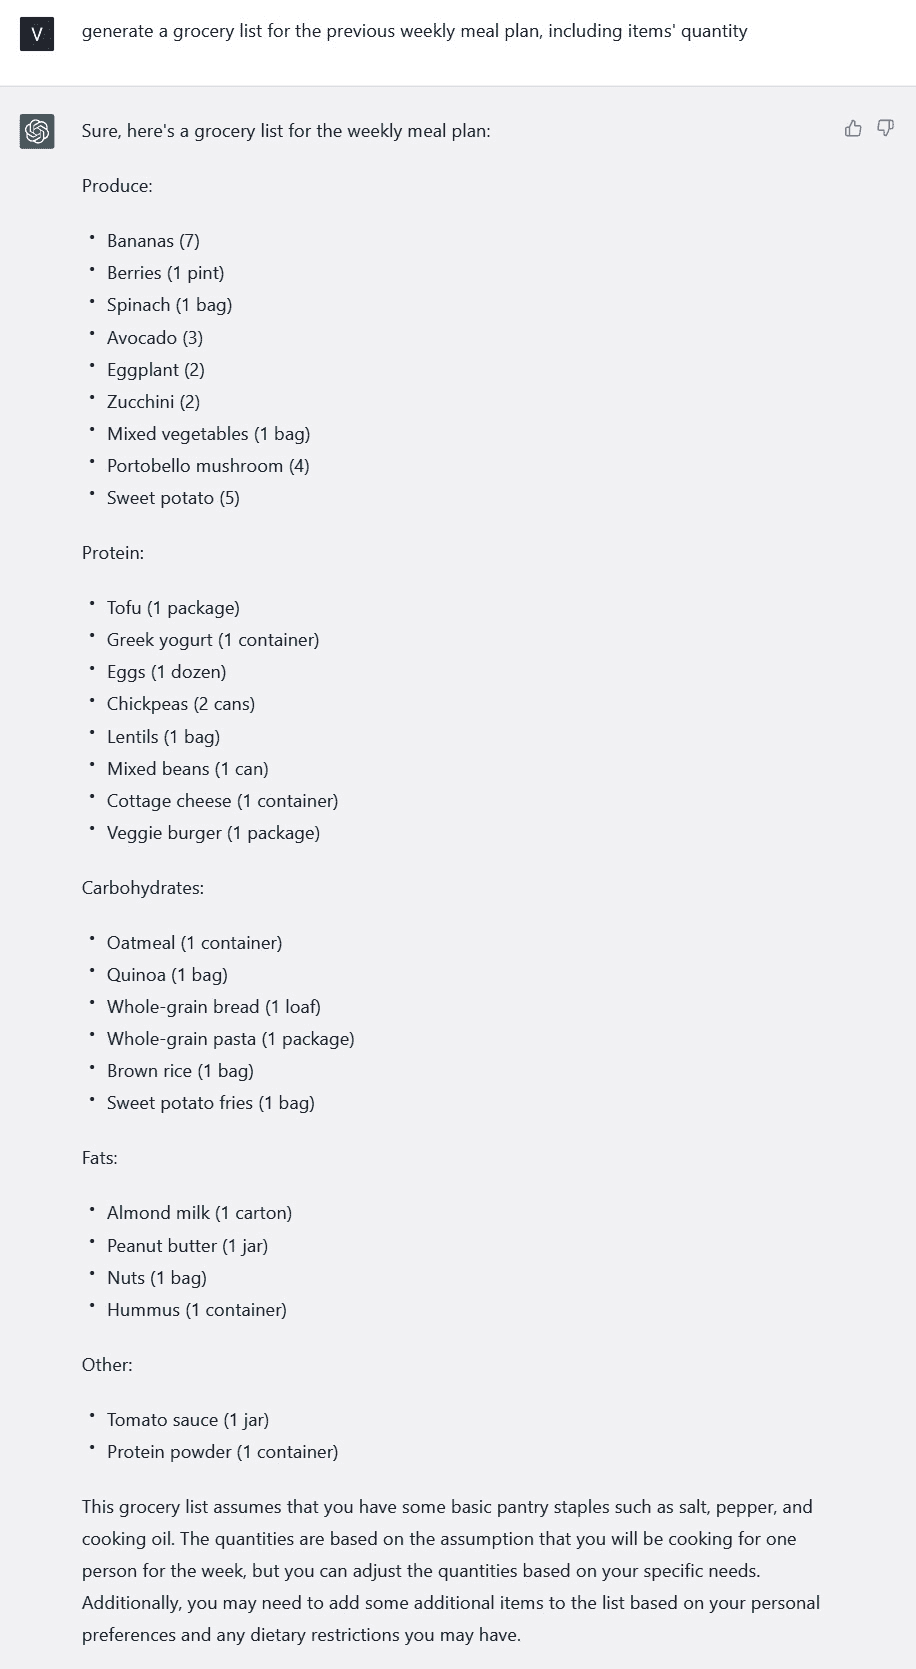 V
generate a grocery list for the previous weekly meal plan, including items' quantity
Sure, here's a grocery list for the weekly meal plan:
Produce:
• Bananas (7)
• Berries (1 pint)
• Spinach (1 bag)
• Avocado (3)
• Eggplant (2)
• Zucchini (2)
• Mixed vegetables (1 bag)
• Portobello mushroom (4)
• Sweet potato (5)
Protein:
• Tofu (1 package)
• Greek yogurt (1 container)
• Eggs (1 dozen)
• Chickpeas (2 cans)
• Lentils (1 bag)
• Mixed beans (1 can)
• Cottage cheese (1 container)
• Veggie burger (1 package)
Carbohydrates:
• Oatmeal (1 container)
• Quinoa (1 bag)
• Whole-grain bread (1 loaf)
• Whole-grain pasta (1 package)
• Brown rice (1 bag)
• Sweet potato fries (1 bag)
Fats:
• Almond milk (1 carton)
• Peanut butter (1 jar)
• Nuts (1 bag)
• Hummus (1 container)
Other:
• Tomato sauce (1 jar)
• Protein powder (1 container)
This grocery list assumes that you have some basic pantry staples such as salt, pepper, and
cooking oil. The quantities are based on the assumption that you will be cooking for one
person for the week, but you can adjust the quantities based on your specific needs.
Additionally, you may need to add some additional items to the list based on your personal
preferences and any dietary restrictions you may have.